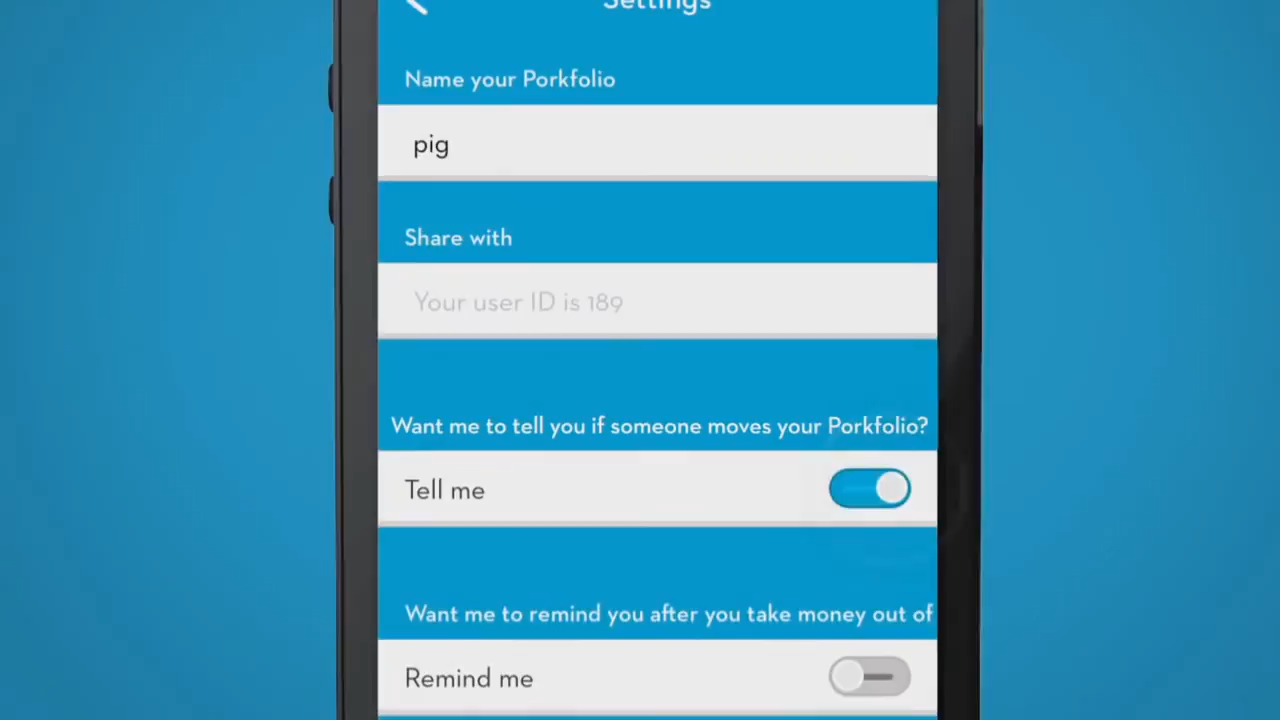 Settings
Name your Porkfolio
pig
Share with
Your user ID is 189
Want me to tell you if someone moves your Porkfolio?
Tell me
Want me to remind you after you take money out of
Remind me